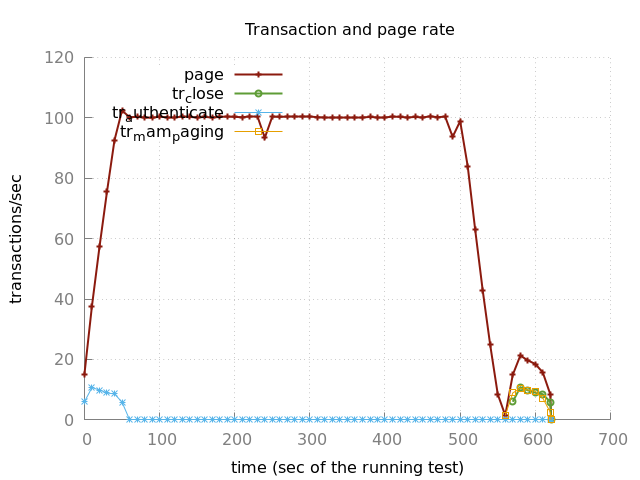 Transaction and page rate
120
100
80
60
40
20
0
transactions/sec
page
tr_close
tr_authenticate
tr_mam_paging
0 100 200 300 400 500 600 700
time (sec of the running test)